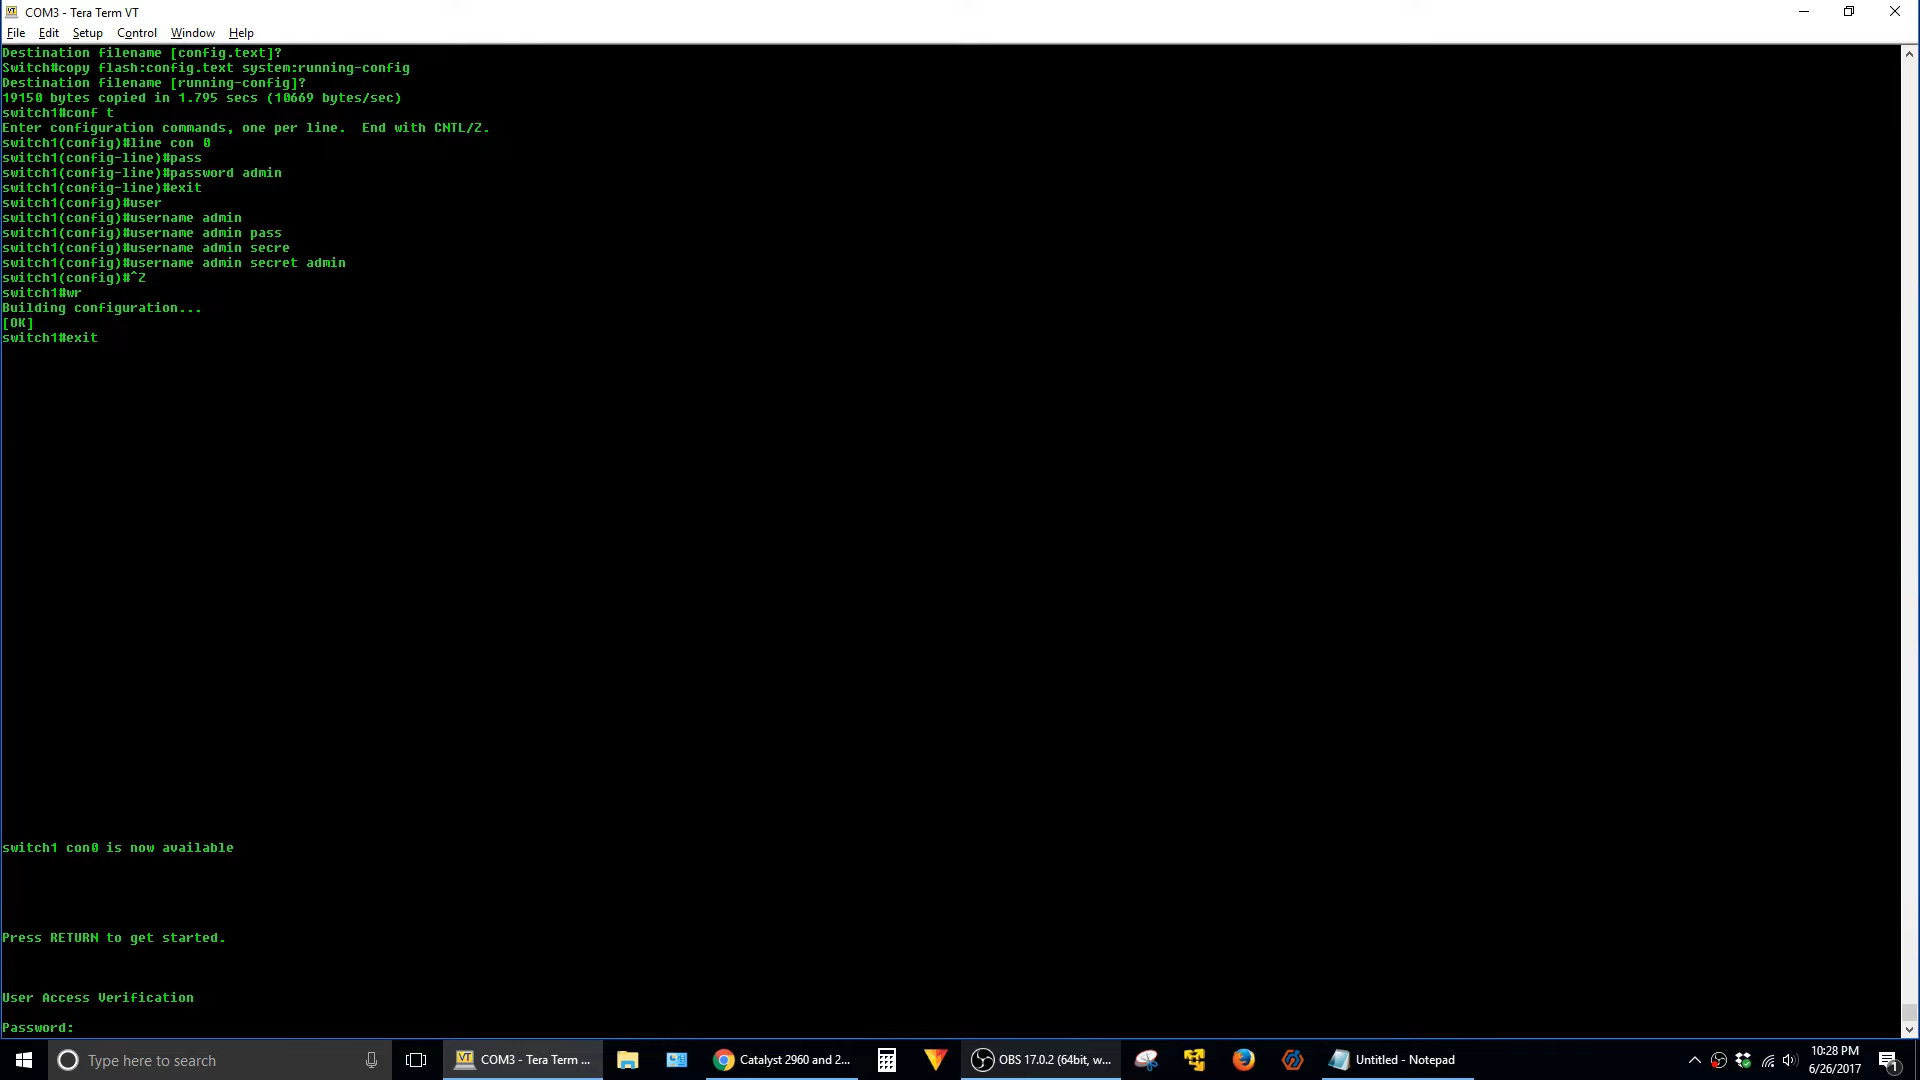 COM3 - Tera Term VT
File Edit Setup Control Window Help
Destination filename [config.text]?
Switch#copy flash:config.text system:running-config
Destination filename [running-config]?
19150 bytes copied in 1.795 secs (10669 bytes/sec)
switch1#conf t
Enter configuration commands, one per line.  End with CNTL/Z.
switch1(config)#line con 0
switch1(config-line)#pass
switch1(config-line)#password admin
switch1(config-line)#exit
switch1(config)#user
switch1(config)#username admin
switch1(config)#username admin pass
switch1(config)#username admin secre
switch1(config)#username admin secret admin
switch1(config)#^Z
switch1#wr
Building configuration...
[OK]
switch1#exit
switch1 con0 is now available
Press RETURN to get started.
User Access Verification
Password:
Type here to search
COM3 - Tera Term ...
Catalyst 2960 and 2...
OBS 17.0.2 (64bit, w...
Untitled - Notepad
10:28 PM
6/26/2017
1